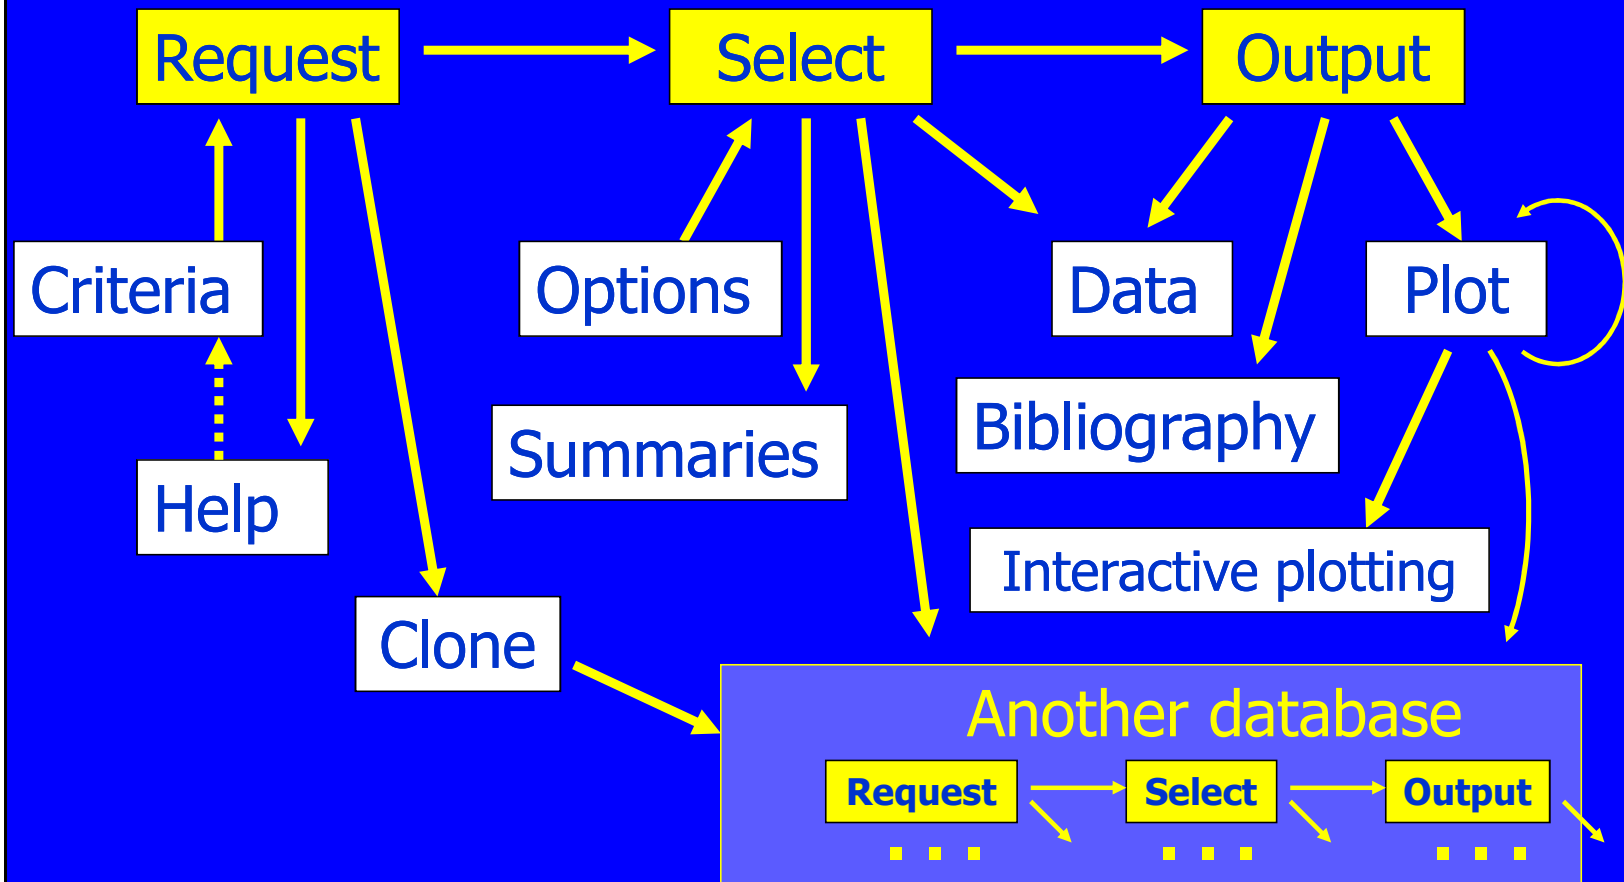 Request
Select
Output
Criteria
Options
Data
Plot
Summaries
Bibliography
Help
Interactive plotting
Clone
Another database
Request
Select
Output
. . .
. . .
. . .